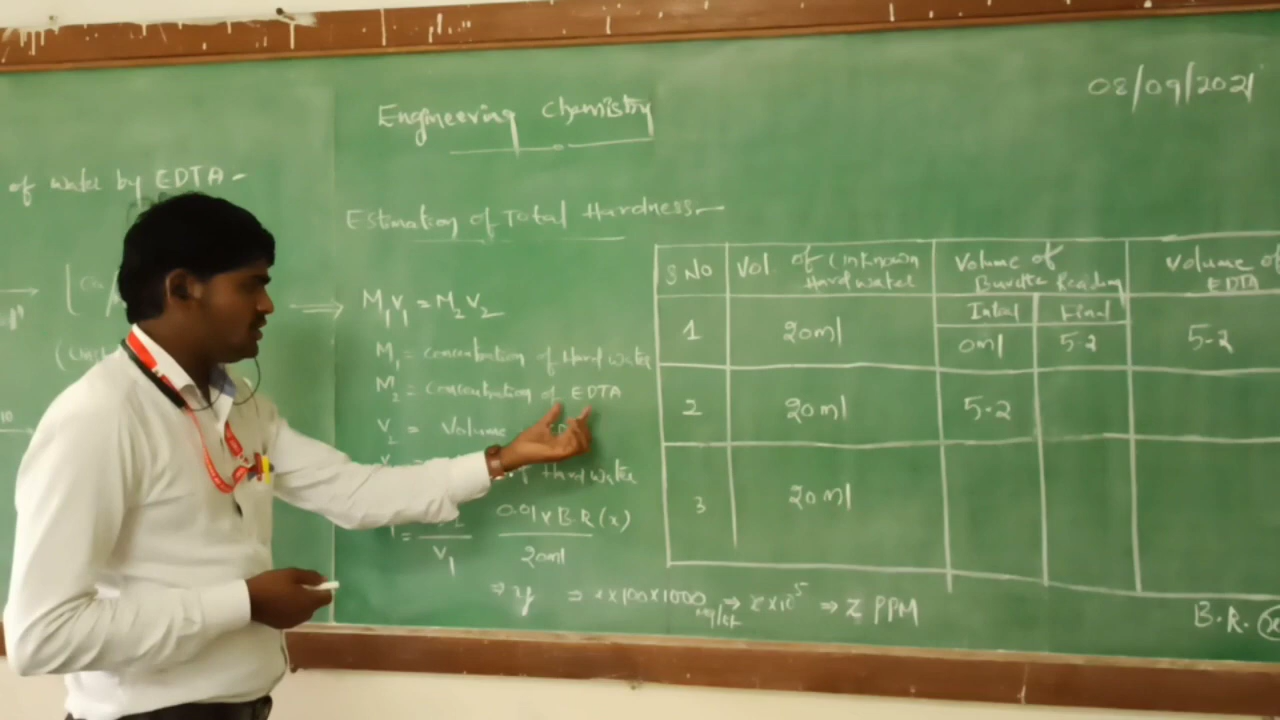 08/09/2021
Engineering Chemistry
of water by EDTA -
Estimation of Total Hardness -
M₁V₁ = M₂V₂
M₁ = concentration of Hard water
M₂ = Concentration of EDTA
V₂ = Volume
of Hard water
V₁
0.01 x B.R (x)
20ml
⇒ y ⇒ x 100 x 1000 mg/lit ⇒ x 10⁵ ⇒ Z PPM
S No | Vol of Unknown Hard water | Volume of Burette Reading | Volume of EDTA
Intial | Final
1 | 20ml | 0ml | 5.2 | 5.2
2 | 20ml | 5.2
3 | 20ml
B.R.